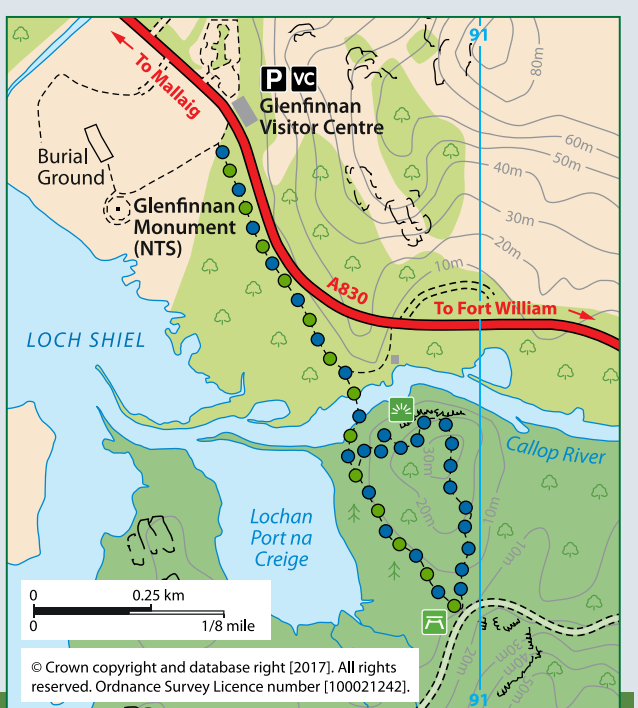 91
80m
To Mallaig
P VC
Glenfinnan
Visitor Centre
60m
50m
40m
30m
20m
10m
Burial
Ground
Glenfinnan
Monument
(NTS)
A830
To Fort William
LOCH SHIEL
Callop River
30m
20m
10m
10m
Lochan
Port na
Creige
0 0.25 km
0 1/8 mile
20m
30m
40m
50m
© Crown copyright and database right [2017]. All rights
reserved. Ordnance Survey Licence number [100021242].
91